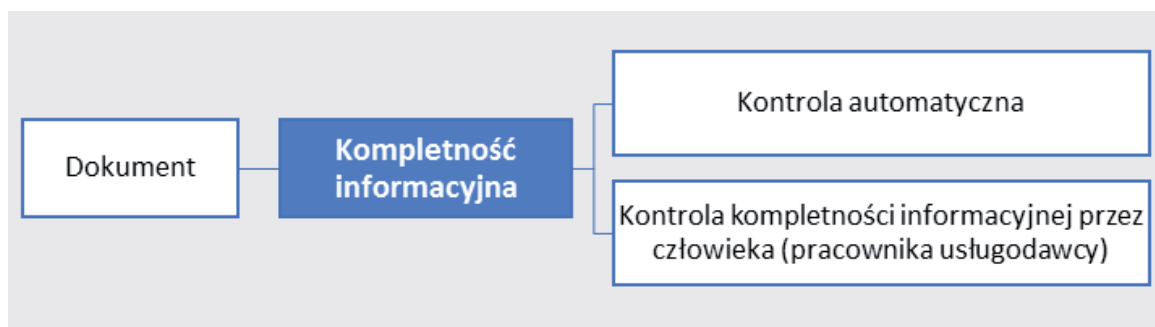 Dokument
Kompletność
informacyjna
Kontrola automatyczna
Kontrola kompletności informacyjnej przez
człowieka (pracownika usługodawcy)